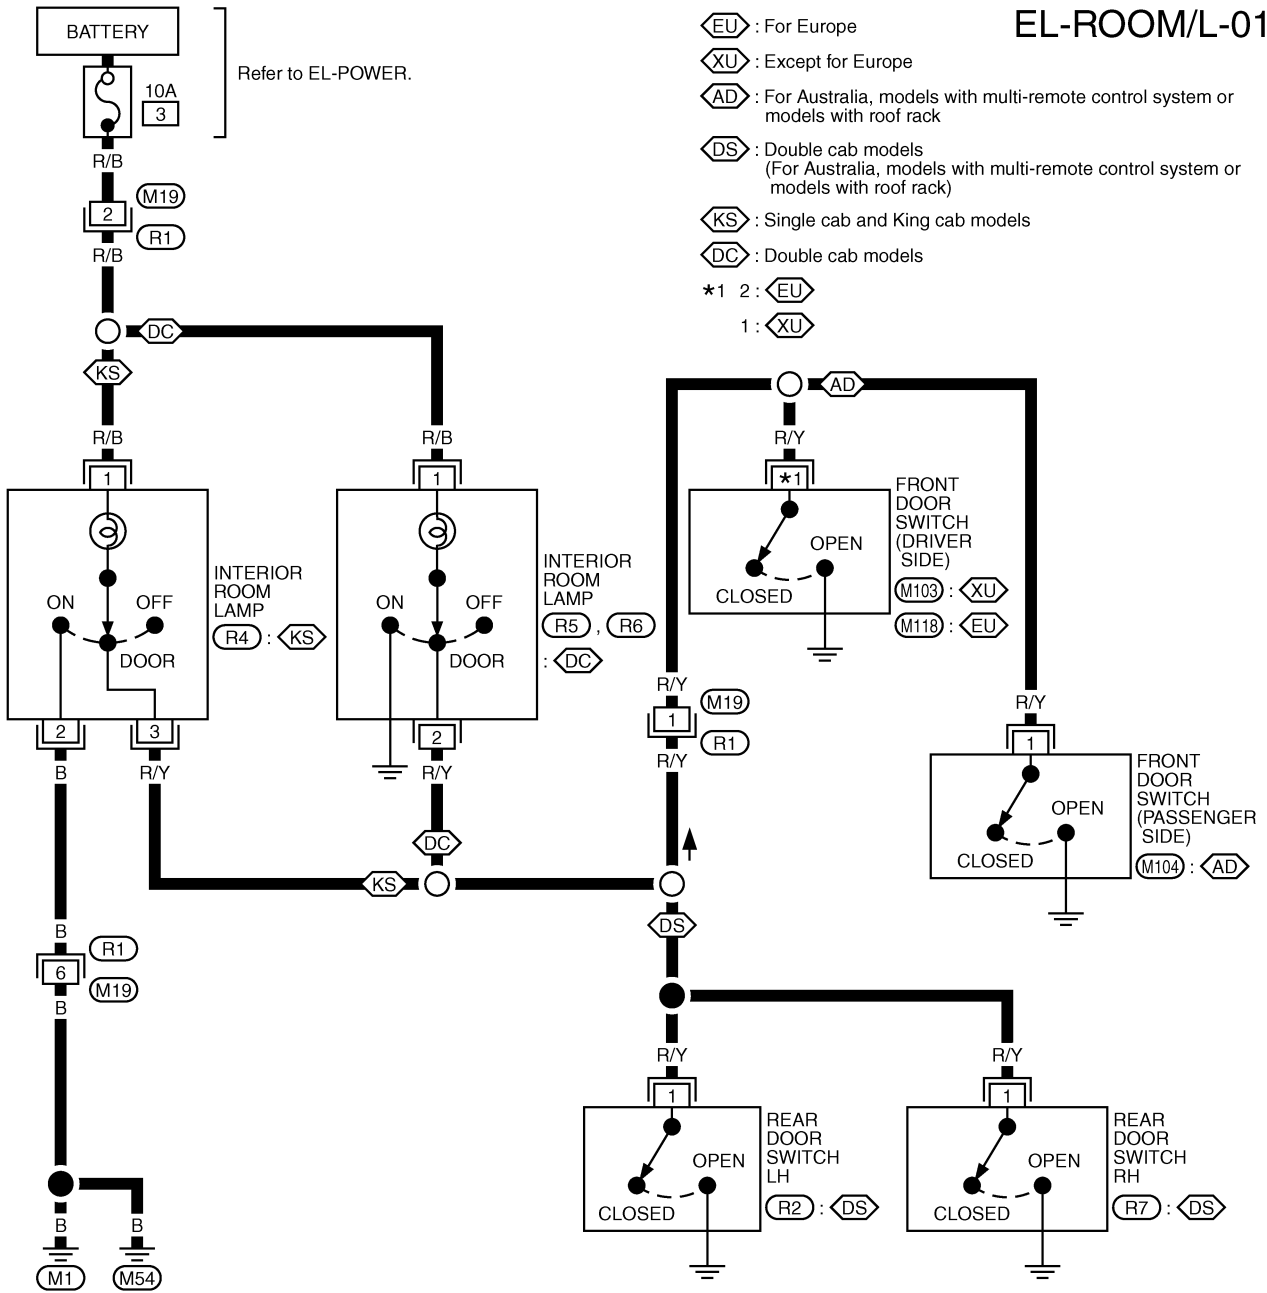 EL-ROOM/L-01
BATTERY
Refer to EL-POWER.
10A
3
R/B
M19
2
R1
R/B
DC
KS
R/B
R/B
EU : For Europe
XU : Except for Europe
AD : For Australia, models with multi-remote control system or
models with roof rack
DS : Double cab models
(For Australia, models with multi-remote control system or
models with roof rack)
KS : Single cab and King cab models
DC : Double cab models
*1 2 : EU
1 : XU
1
ON
OFF
DOOR
INTERIOR
ROOM
LAMP
R4 : KS
2
3
B
R/Y
1
ON
OFF
DOOR
INTERIOR
ROOM
LAMP
R5 , R6
: DC
2
R/Y
DC
KS
B
R1
6
M19
B
B
B
M1
M54
AD
R/Y
*1
OPEN
CLOSED
FRONT
DOOR
SWITCH
(DRIVER
SIDE)
M103 : XU
M118 : EU
R/Y
M19
1
R1
R/Y
R/Y
1
OPEN
CLOSED
FRONT
DOOR
SWITCH
(PASSENGER
SIDE)
M104 : AD
DS
R/Y
R/Y
1
OPEN
CLOSED
REAR
DOOR
SWITCH
LH
R2 : DS
1
OPEN
CLOSED
REAR
DOOR
SWITCH
RH
R7 : DS